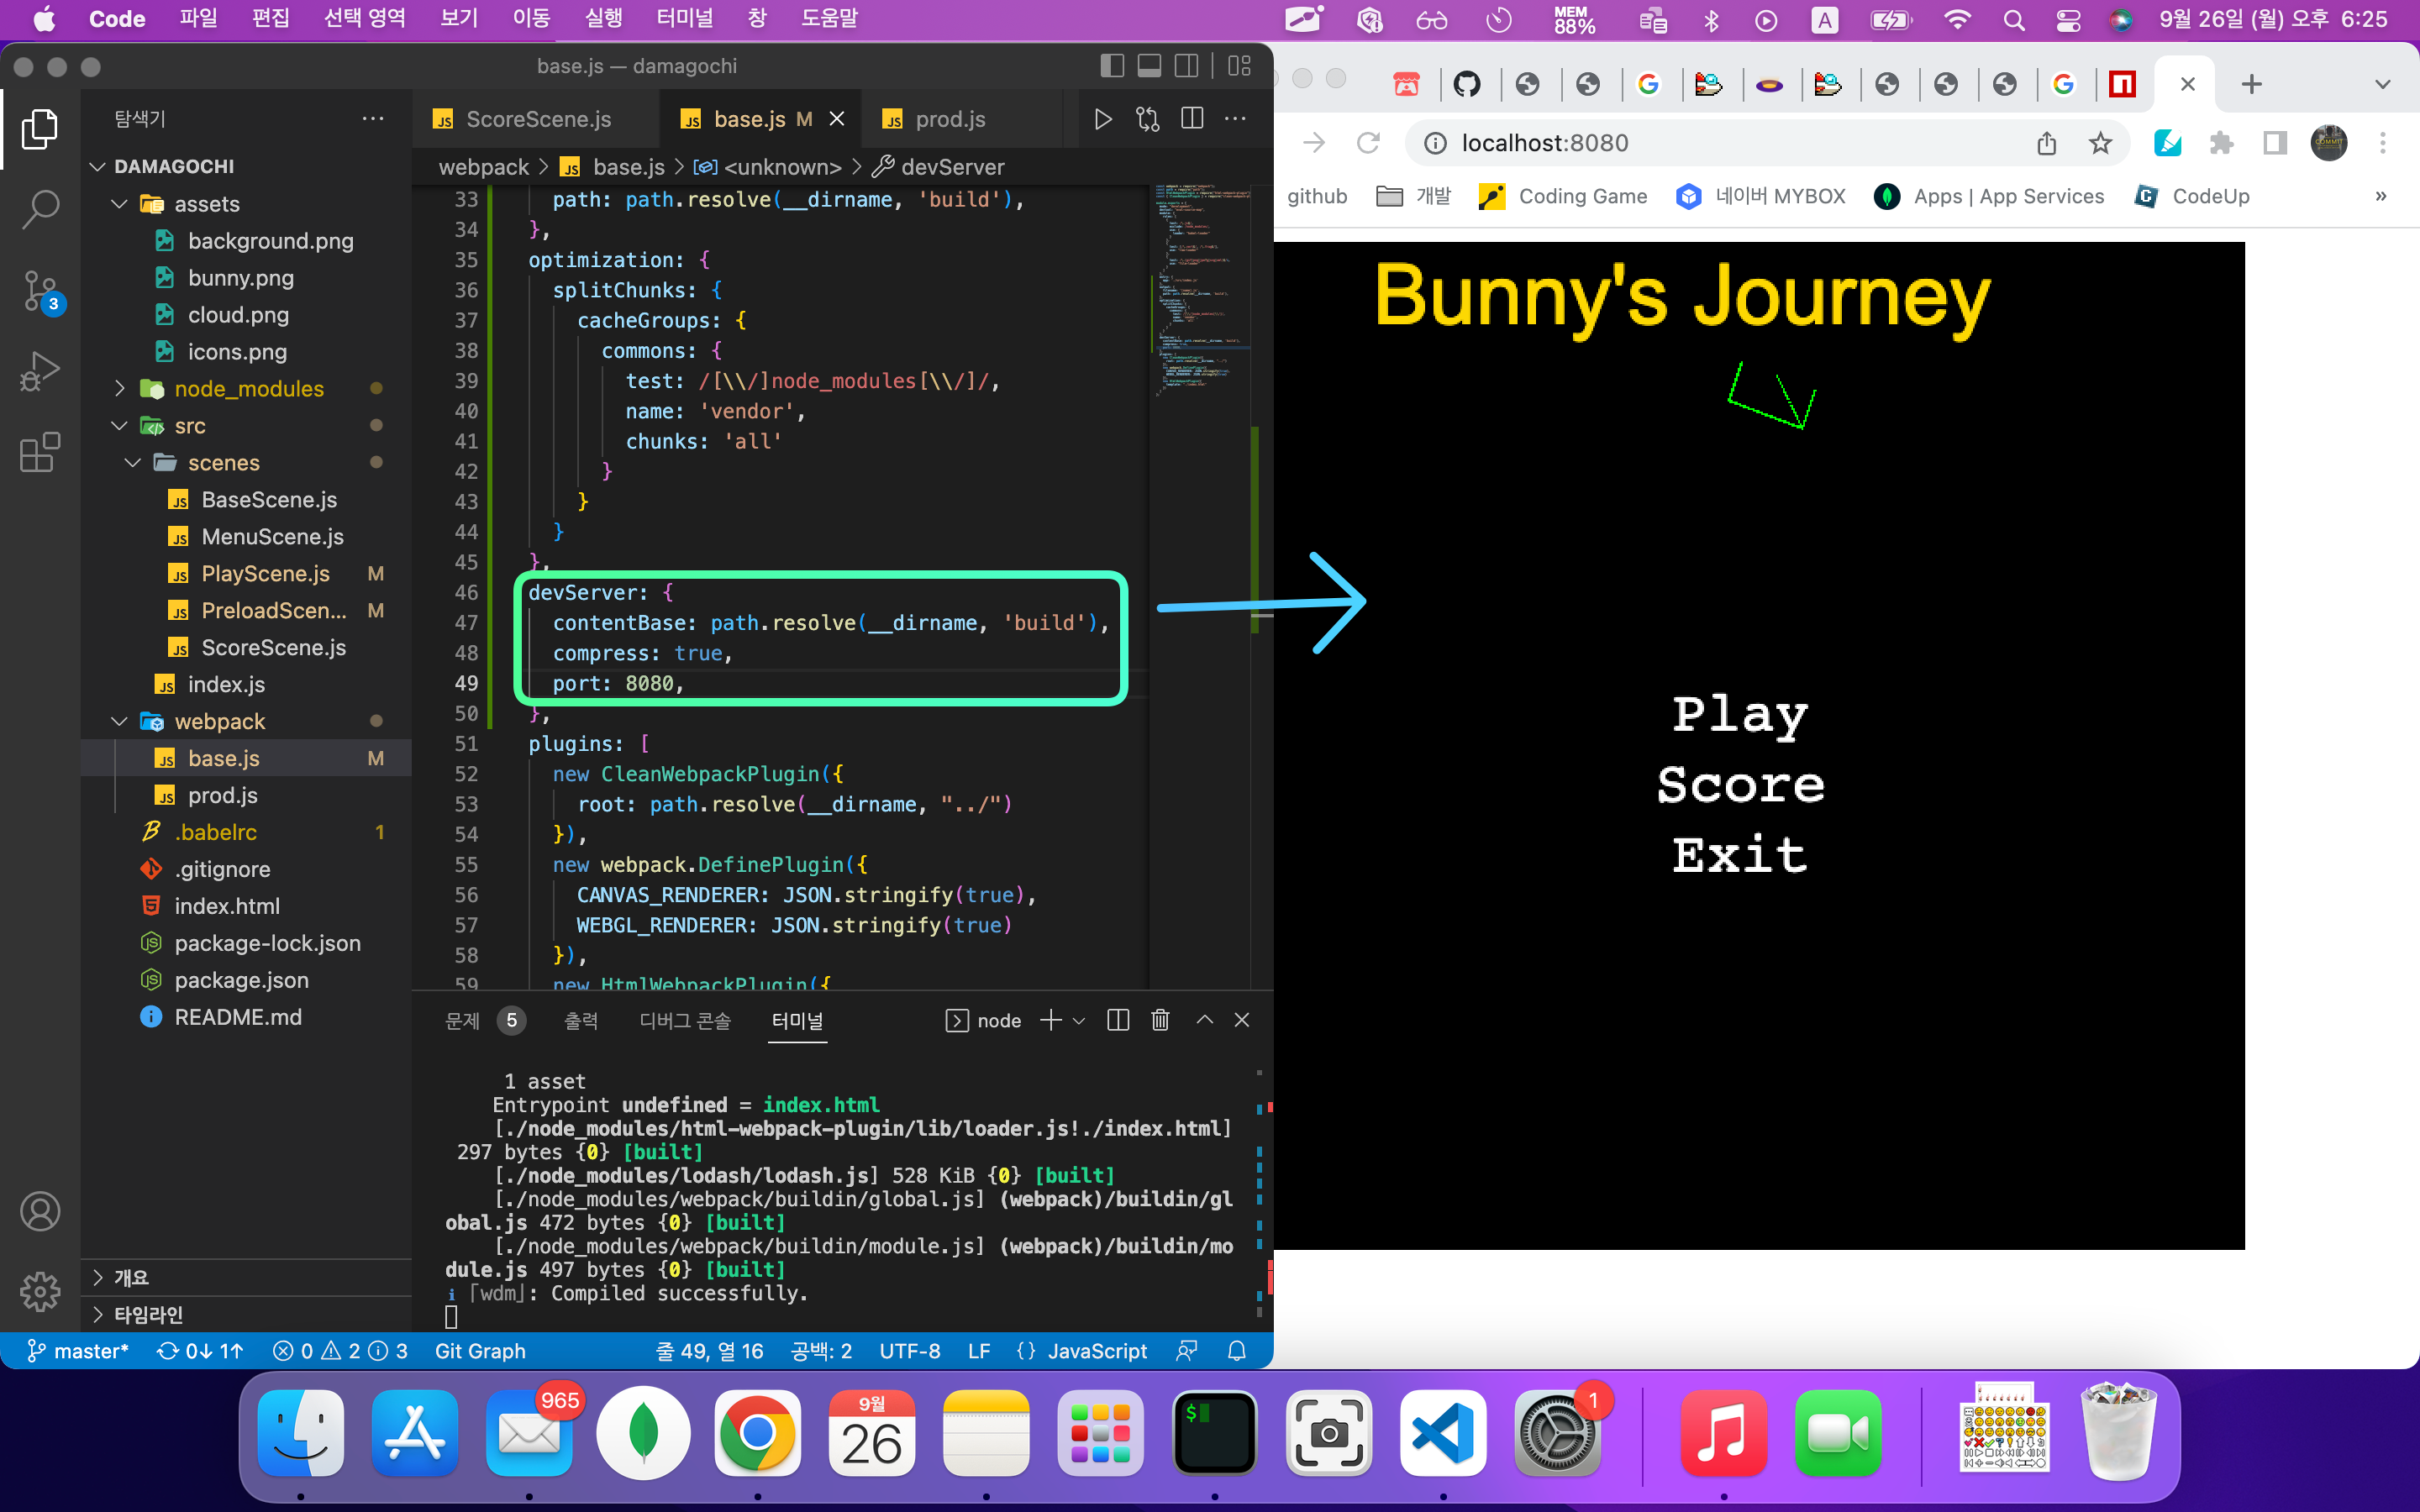 Code 파일 편집 선택 영역 보기 이동 실행 터미널 창 도움말
MEM 88% A 9월 26일 (월) 오후 6:25
base.js — damagochi
탐색기
DAMAGOCHI
assets
background.png
bunny.png
cloud.png
icons.png
node_modules
src
scenes
BaseScene.js
MenuScene.js
PlayScene.js M
PreloadScen... M
ScoreScene.js
index.js
webpack
base.js M
prod.js
.babelrc 1
.gitignore
index.html
package-lock.json
package.json
README.md
개요
타임라인
3
ScoreScene.js base.js M prod.js
webpack > base.js > <unknown> > devServer
33 path: path.resolve(__dirname, 'build'),
34 },
35 optimization: {
36 splitChunks: {
37 cacheGroups: {
38 commons: {
39 test: /[\\/]node_modules[\\/]/,
40 name: 'vendor',
41 chunks: 'all'
42 }
43 }
44 }
45 },
46 devServer: {
47 contentBase: path.resolve(__dirname, 'build'),
48 compress: true,
49 port: 8080,
50 },
51 plugins: [
52 new CleanWebpackPlugin({
53 root: path.resolve(__dirname, "../")
54 }),
55 new webpack.DefinePlugin({
56 CANVAS_RENDERER: JSON.stringify(true),
57 WEBGL_RENDERER: JSON.stringify(true)
58 }),
59 new HtmlWebpackPlugin({
문제 5 출력 디버그 콘솔 터미널 node
1 asset
Entrypoint undefined = index.html
[./node_modules/html-webpack-plugin/lib/loader.js!./index.html]
297 bytes {0} [built]
[./node_modules/lodash/lodash.js] 528 KiB {0} [built]
[./node_modules/webpack/buildin/global.js] (webpack)/buildin/gl
obal.js 472 bytes {0} [built]
[./node_modules/webpack/buildin/module.js] (webpack)/buildin/mo
dule.js 497 bytes {0} [built]
i ｢wdm｣: Compiled successfully.
master* 0↓ 1↑ 0 2 3 Git Graph 줄 49, 열 16 공백: 2 UTF-8 LF {} JavaScript
localhost:8080
github 개발 Coding Game 네이버 MYBOX Apps | App Services CodeUp »
Bunny's Journey
Play
Score
Exit
965
9월
26
$
1